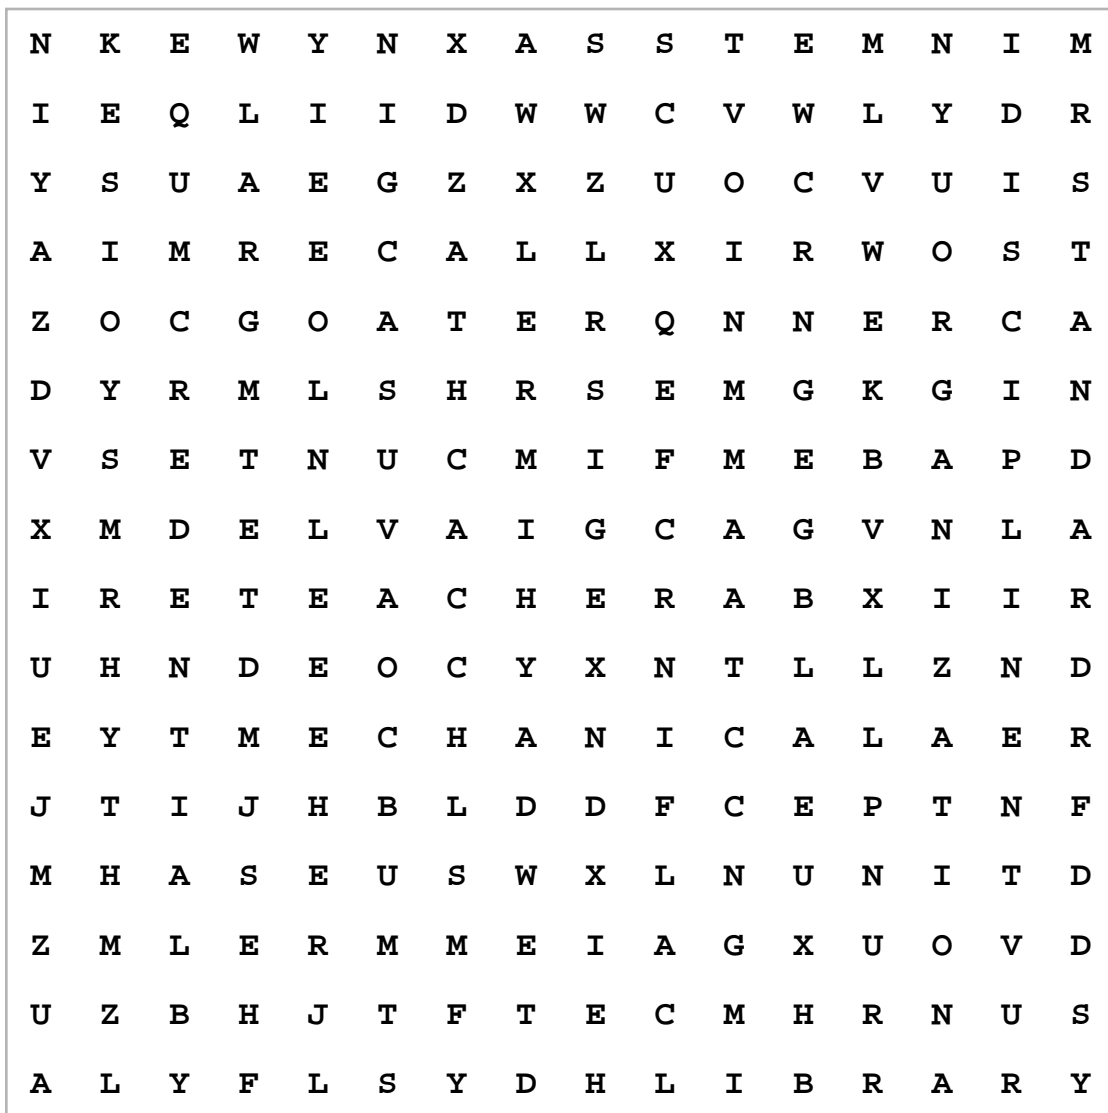 N K E W Y N X A S S T E M N I M
I E Q L I I D W W C V W L Y D R
Y S U A E G Z X Z U O C V U I S
A I M R E C A L L X I R W O S T
Z O C G O A T E R Q N N E R C A
D Y R M L S H R S E M G K G I N
V S E T N U C M I F M E B A P D
X M D E L V A I G C A G V N L A
I R E T E A C H E R A B X I I R
U H N D E O C Y X N T L L Z N D
E Y T M E C H A N I C A L A E R
J T I J H B L D D F C E P T N F
M H A S E U S W X L N U N I T D
Z M L E R M M E I A G X U O V D
U Z B H J T F T E C M H R N U S
A L Y F L S Y D H L I B R A R Y